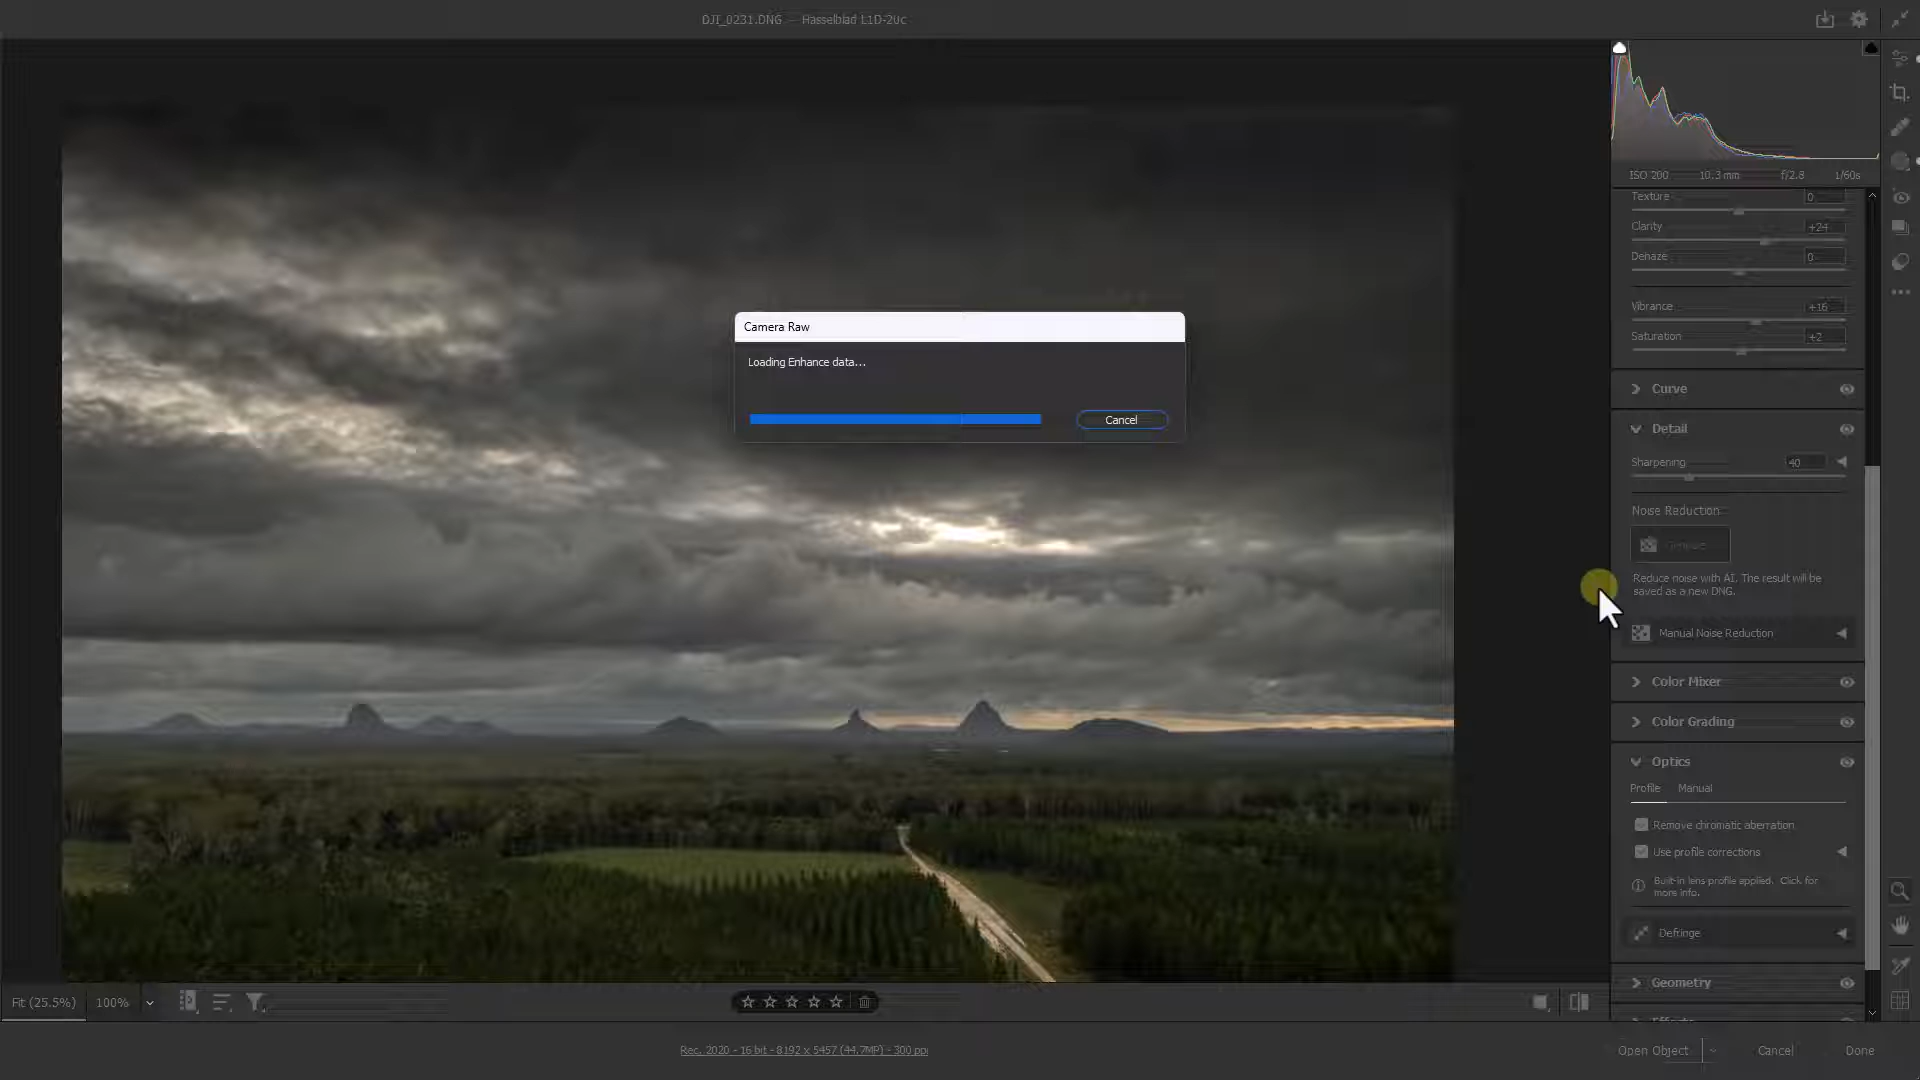 DJI_0231.DNG — Hasselblad L1D-20c
ISO 200 10.3 mm f/2.8 1/60s
Texture 0
Clarity +24
Dehaze 0
Vibrance +16
Saturation +2
Camera Raw
Loading Enhance data...
Cancel
Curve
Detail
Sharpening 40
Noise Reduction
Reduce noise with AI. The result will be
saved as a new DNG.
Manual Noise Reduction
Color Mixer
Color Grading
Optics
Profile Manual
Remove chromatic aberration
Use profile corrections
Built-in lens profile applied. Click for
more info.
Defringe
Geometry
Fit (25.5%) 100%
Rec. 2020 - 16 bit - 8192 x 5457 (44.7MP) - 300 ppi
Open Object Cancel Done